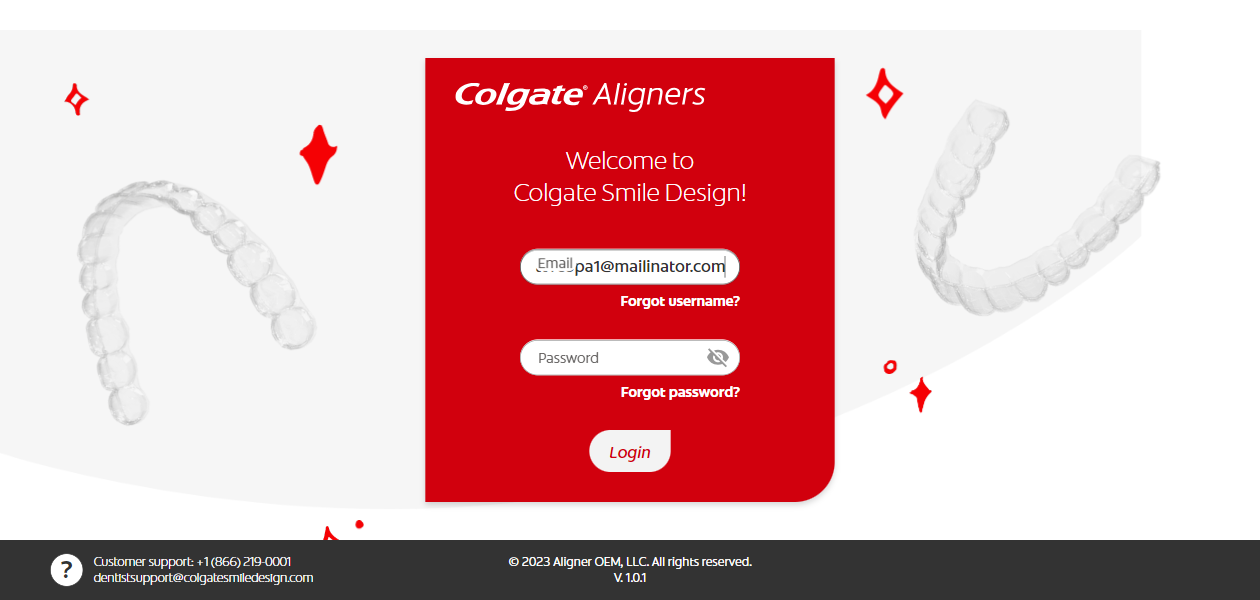 Colgate® Aligners
Welcome to
Colgate Smile Design!
Email
pa1@mailinator.com
Forgot username?
Password
Forgot password?
Login
?
Customer support: +1 (866) 219-0001
dentistsupport@colgatesmiledesign.com
© 2023 Aligner OEM, LLC. All rights reserved.
V. 1.0.1